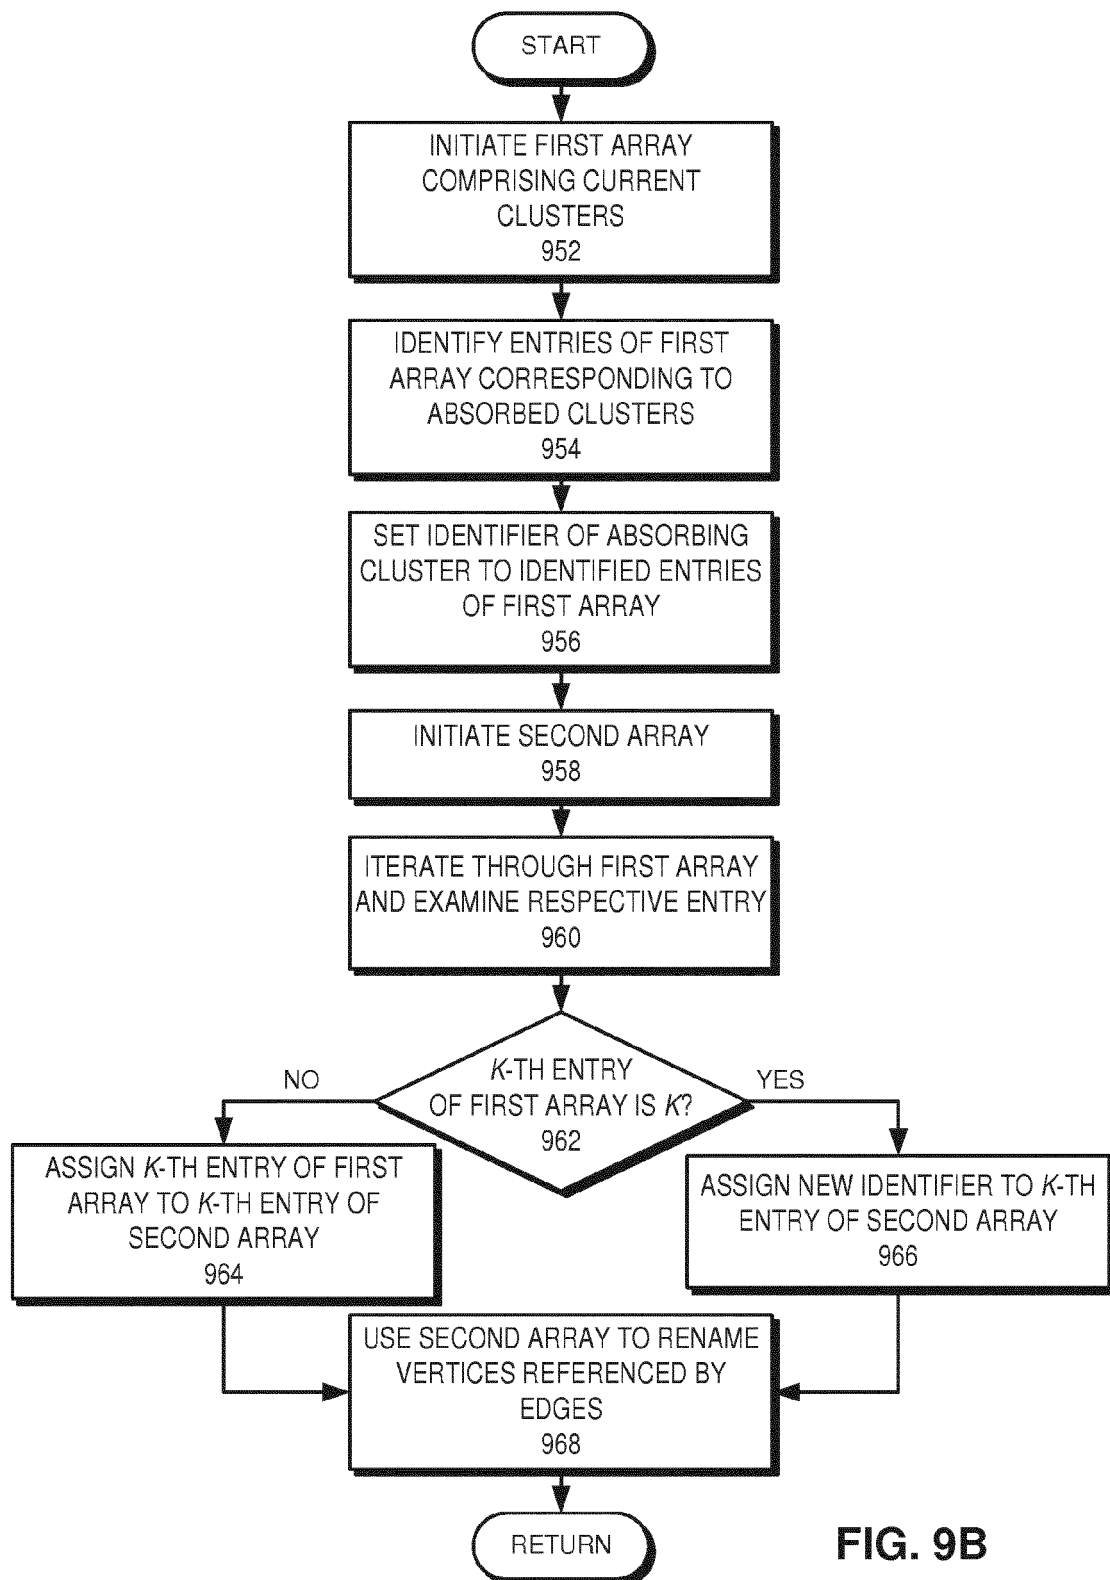 START
INITIATE FIRST ARRAY
COMPRISING CURRENT
CLUSTERS
952
IDENTIFY ENTRIES OF FIRST
ARRAY CORRESPONDING TO
ABSORBED CLUSTERS
954
SET IDENTIFIER OF ABSORBING
CLUSTER TO IDENTIFIED ENTRIES
OF FIRST ARRAY
956
INITIATE SECOND ARRAY
958
ITERATE THROUGH FIRST ARRAY
AND EXAMINE RESPECTIVE ENTRY
960
K-TH ENTRY
OF FIRST ARRAY IS K?
962
NO
YES
ASSIGN K-TH ENTRY OF FIRST
ARRAY TO K-TH ENTRY OF
SECOND ARRAY
964
ASSIGN NEW IDENTIFIER TO K-TH
ENTRY OF SECOND ARRAY
966
USE SECOND ARRAY TO RENAME
VERTICES REFERENCED BY
EDGES
968
RETURN
FIG. 9B